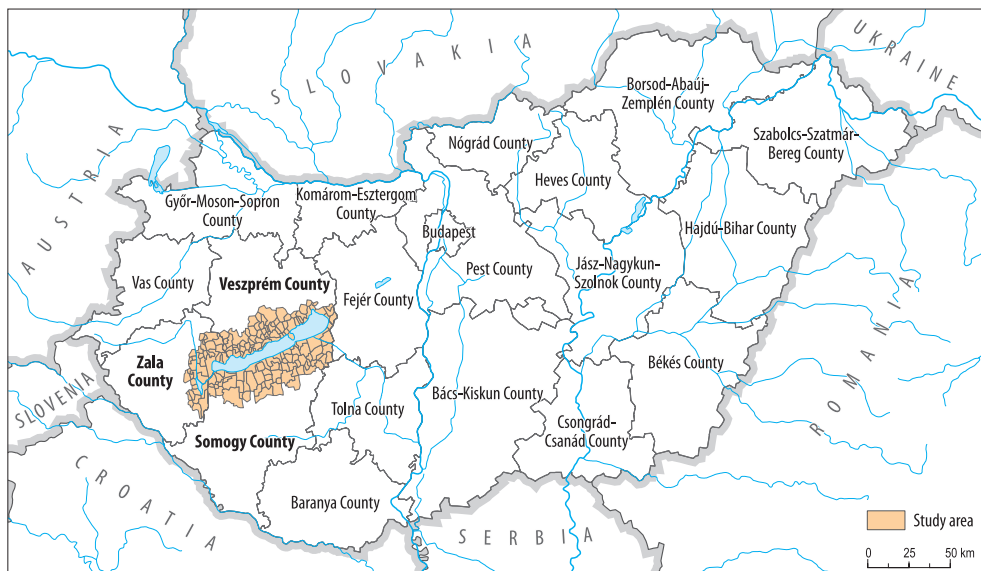 SLOVAKIA
UKRAINE
AUSTRIA
Borsod-Abaúj-
Zemplén County
Nógrád County
Szabolcs-Szatmár-
Bereg County
Heves County
Győr-Moson-Sopron
County
Komárom-Esztergom
County
Budapest
Hajdú-Bihar County
Pest County
Jász-Nagykun-
Szolnok County
Vas County
Veszprém County
Fejér County
ROMANIA
Zala
County
Békés County
SLOVENIA
Bács-Kiskun County
Tolna County
Csongrád-
Csanád County
Somogy County
CROATIA
Baranya County
SERBIA
Study area
0 25 50 km